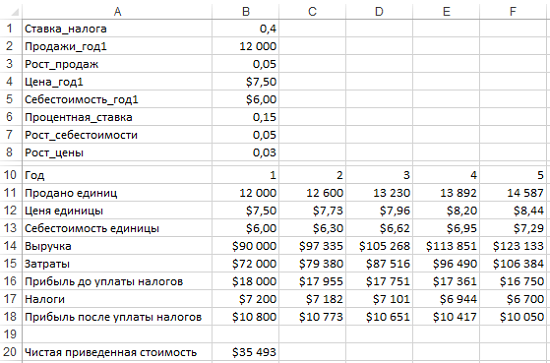 A B C D E F
1 Ставка_налога 0,4
2 Продажи_год1 12 000
3 Рост_продаж 0,05
4 Цена_год1 $7,50
5 Себестоимость_год1 $6,00
6 Процентная_ставка 0,15
7 Рост_себестоимости 0,05
8 Рост_цены 0,03
10 Год 1 2 3 4 5
11 Продано единиц 12 000 12 600 13 230 13 892 14 587
12 Ценя единицы $7,50 $7,73 $7,96 $8,20 $8,44
13 Себестоимость единицы $6,00 $6,30 $6,62 $6,95 $7,29
14 Выручка $90 000 $97 335 $105 268 $113 851 $123 133
15 Затраты $72 000 $79 380 $87 516 $96 490 $106 384
16 Прибыль до уплаты налогов $18 000 $17 955 $17 751 $17 361 $16 750
17 Налоги $7 200 $7 182 $7 101 $6 944 $6 700
18 Прибыль после уплаты налогов $10 800 $10 773 $10 651 $10 417 $10 050
19
20 Чистая приведенная стоимость $35 493